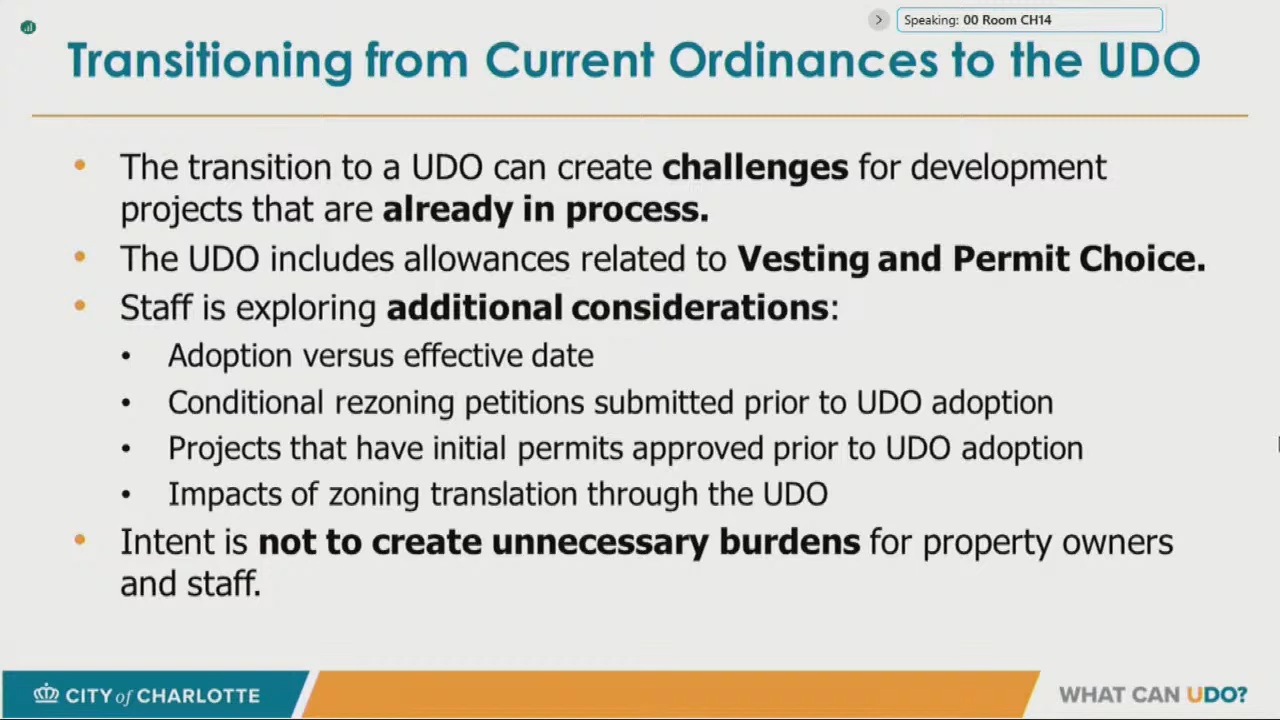 Speaking: 00 Room CH14
Transitioning from Current Ordinances to the UDO
• The transition to a UDO can create challenges for development
projects that are already in process.
• The UDO includes allowances related to Vesting and Permit Choice.
• Staff is exploring additional considerations:
• Adoption versus effective date
• Conditional rezoning petitions submitted prior to UDO adoption
• Projects that have initial permits approved prior to UDO adoption
• Impacts of zoning translation through the UDO
• Intent is not to create unnecessary burdens for property owners
and staff.
CITY of CHARLOTTE
WHAT CAN UDO?